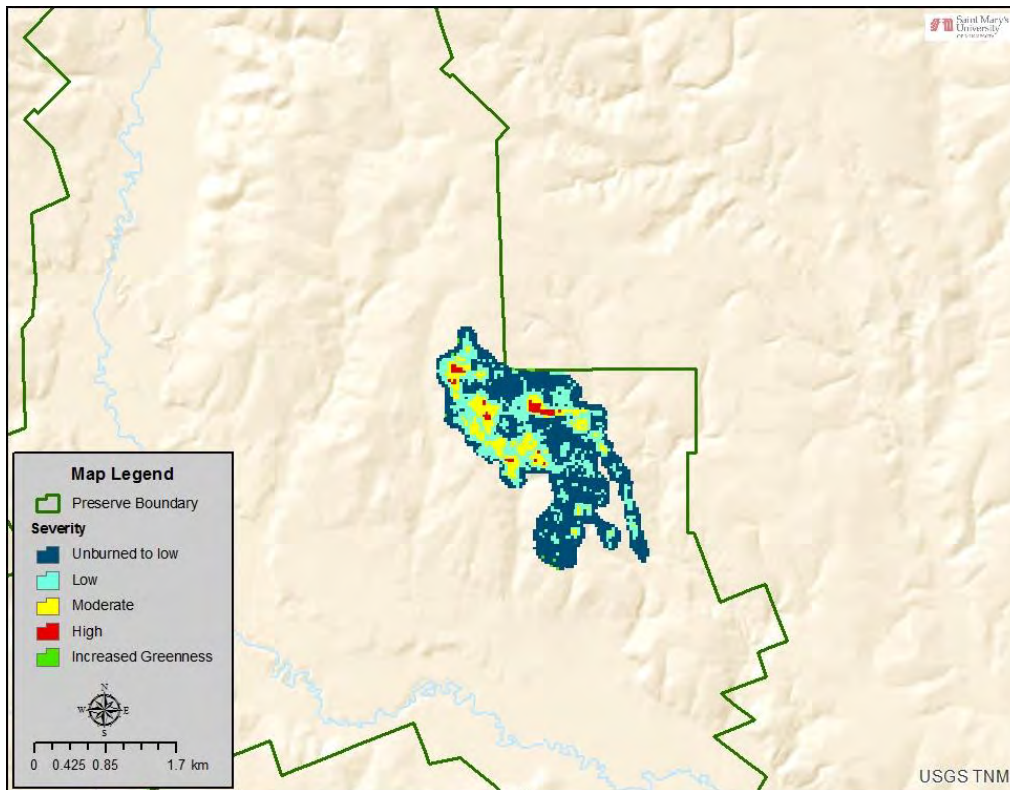 Saint Mary's
University
Map Legend
Preserve Boundary
Severity
Unburned to low
Low
Moderate
High
Increased Greenness
N
W
E
S
0 0.425 0.85 1.7 km
USGS TNM